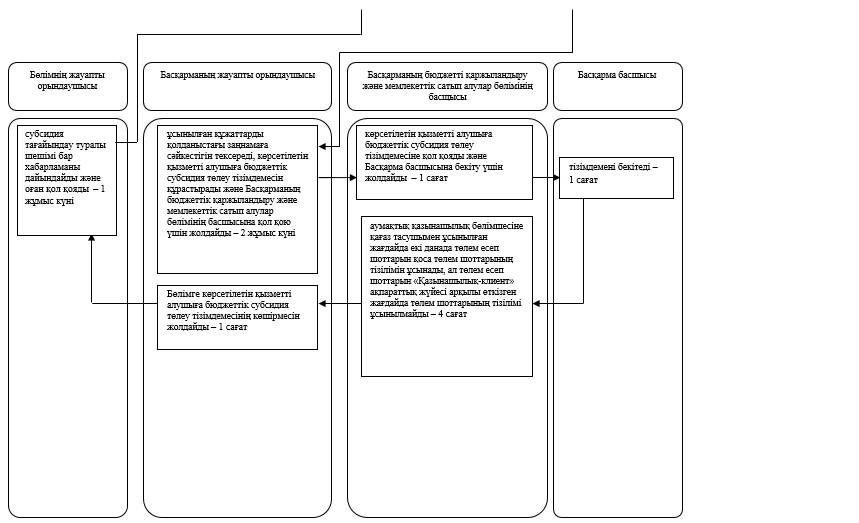 Бөлімнің жауапты
орындаушысы
Басқарманың жауапты орындаушысы
Басқарманың бюджетті қаржыландыру
және мемлекеттік сатып алулар бөлімінің
басщысы
Басқарма басшысы
субсидия
тағайындау туралы
шешімі бар
хабарламаны
дайындайды және
оған қол қояды – 1
жұмыс күні
ұсынылған құжаттарды
қолданыстағы заңнамаға
сәйкестігін тексереді, көрсетілетін
қызметті алушыға бюджеттік
субсидия төлеу тізімдемесін
құрастырады және Басқарманың
бюджеттік қаржыландыру және
мемлекеттік сатып алулар
бөлімінің басшысына қол қою
үшін жолдайды – 2 жұмыс күні
көрсетілетін қызметті алушыға
бюджеттік субсидия төлеу
тізімдемесіне қол қояды және
Басқарма басшысына бекіту үшін
жолдайды – 1 сағат
тізімдемені бекітеді –
1 сағат
аумақтық қазынашылық бөлімшесіне
қағаз тасушымен ұсынылған
жағдайда екі данада төлем есеп
шоттарын қоса төлем шоттарының
тізілімін ұсынады, ал төлем есеп
шоттарын «Қазынашылық-клиент»
ақпараттық жүйесі арқылы өткізген
жағдайда төлем шоттарының тізілімі
ұсынылмайды – 4 сағат
Бөлімге көрсетілетін қызметті
алушыға бюджеттік субсидия
төлеу тізімдемесінің көшірмесін
жолдайды – 1 сағат